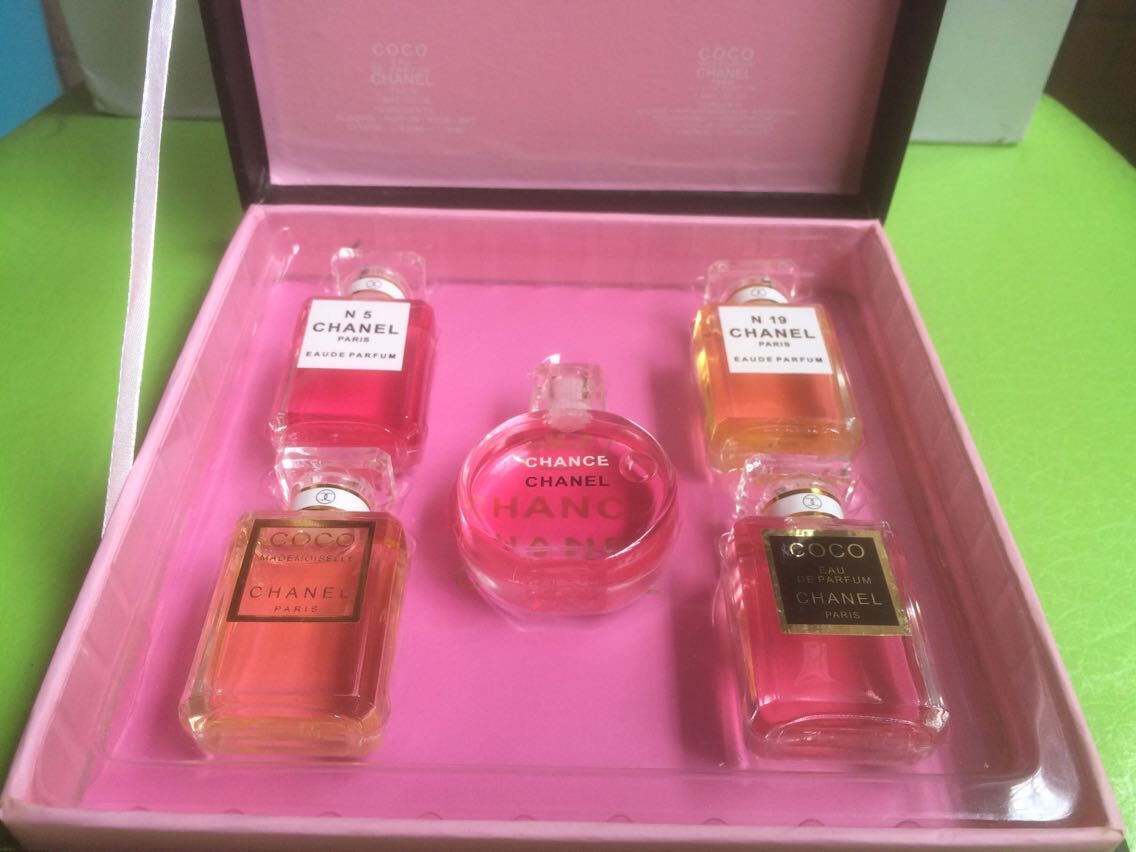 COCO
CHANEL
COCO
CHANEL
N 5
CHANEL
PARIS
EAUDE PARFUM
N 19
CHANEL
PARIS
EAUDE PARFUM
CHANCE
CHANEL
COCO
MADEMOISELLE
CHANEL
PARIS
COCO
EAU
DE PARFUM
CHANEL
PARIS